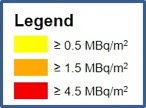 Legend
≥ 0.5 MBq/m²
≥ 1.5 MBq/m²
≥ 4.5 MBq/m²